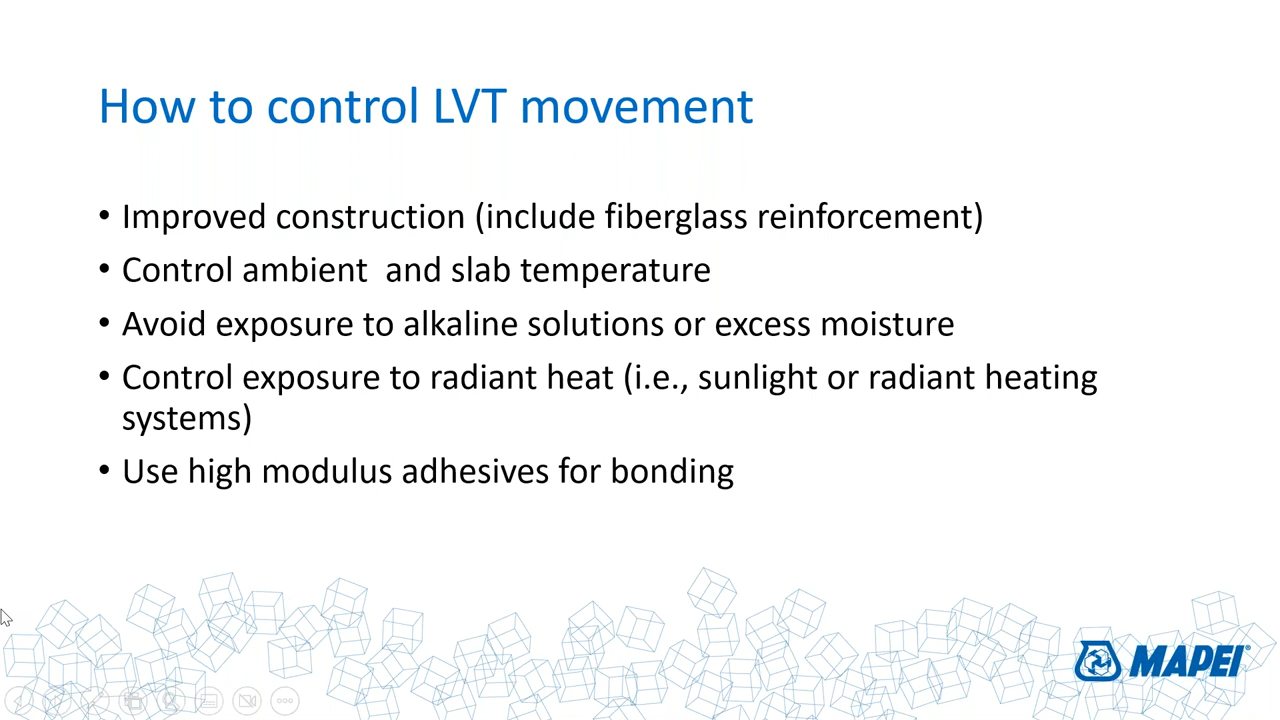 How to control LVT movement
• Improved construction (include fiberglass reinforcement)
• Control ambient  and slab temperature
• Avoid exposure to alkaline solutions or excess moisture
• Control exposure to radiant heat (i.e., sunlight or radiant heating
systems)
• Use high modulus adhesives for bonding
MAPEI®